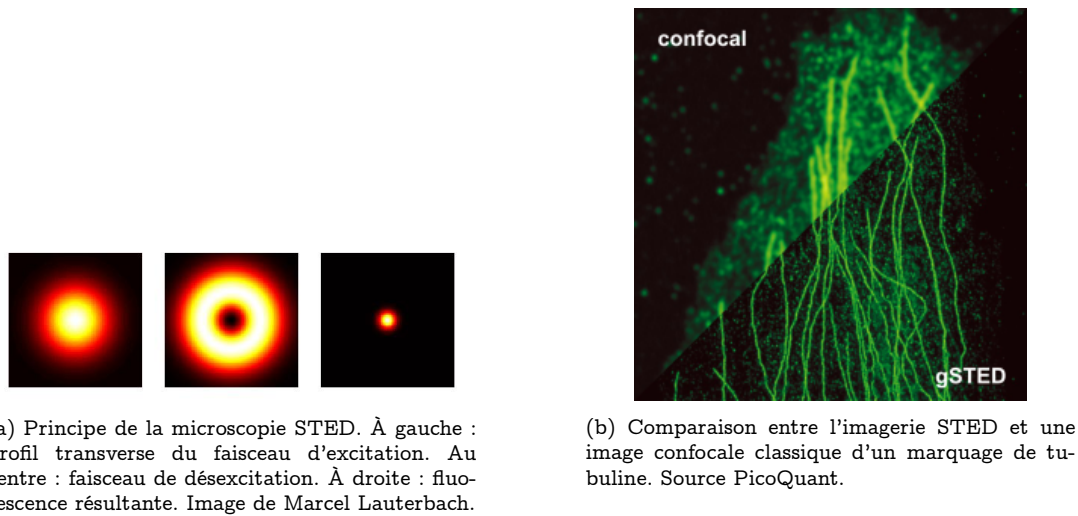 confocal
gSTED
a) Principe de la microscopie STED. À gauche :
rofil transverse du faisceau d'excitation. Au
entre : faisceau de désexcitation. À droite : fluo-
escence résultante. Image de Marcel Lauterbach.
(b) Comparaison entre l'imagerie STED et une
image confocale classique d'un marquage de tu-
buline. Source PicoQuant.